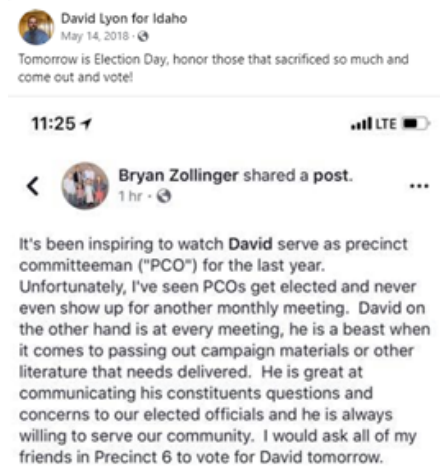 David Lyon for Idaho
May 14, 2018 ·
Tomorrow is Election Day, honor those that sacrificed so much and
come out and vote!
11:25
LTE
Bryan Zollinger shared a post.
1 hr ·
...
It's been inspiring to watch David serve as precinct
committeeman ("PCO") for the last year.
Unfortunately, I've seen PCOs get elected and never
even show up for another monthly meeting.  David on
the other hand is at every meeting, he is a beast when
it comes to passing out campaign materials or other
literature that needs delivered.  He is great at
communicating his constituents questions and
concerns to our elected officials and he is always
willing to serve our community.  I would ask all of my
friends in Precinct 6 to vote for David tomorrow.